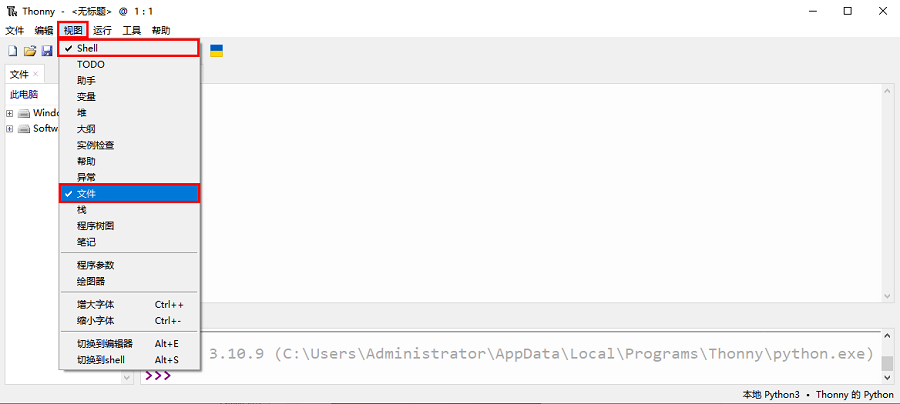 Thonny - <无标题> @ 1 : 1
文件 编辑 视图 运行 工具 帮助
✓ Shell
TODO
文件 ×
助手
此电脑
变量
Windo
堆
Softwa
大纲
实例检查
帮助
异常
✓ 文件
栈
程序树图
笔记
程序参数
绘图器
增大字体 Ctrl++
缩小字体 Ctrl+-
切换到编辑器 Alt+E
切换到shell Alt+S
3.10.9 (C:\Users\Administrator\AppData\Local\Programs\Thonny\python.exe)
>>>
本地 Python3 • Thonny 的 Python